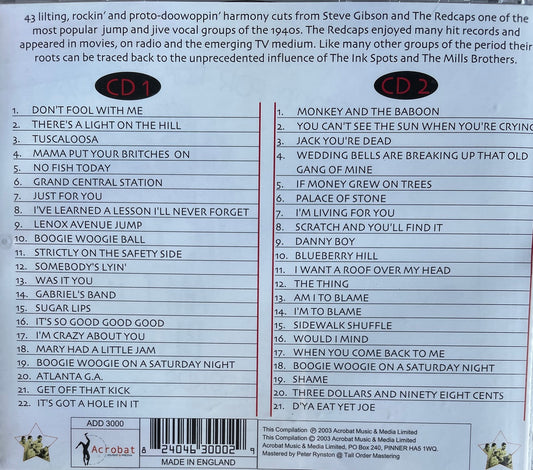 43 lilting, rockin' and proto-doowoppin' harmony cuts from Steve Gibson and The Redcaps one of the
most popular jump and jive vocal groups of the 1940s. The Redcaps enjoyed many hit records and
appeared in movies, on radio and the emerging TV medium. Like many other groups of the period their
roots can be traced back to the unprecedented influence of The Ink Spots and The Mills Brothers.
CD 1
1. DON'T FOOL WITH ME
2. THERE'S A LIGHT ON THE HILL
3. TUSCALOOSA
4. MAMA PUT YOUR BRITCHES ON
5. NO FISH TODAY
6. GRAND CENTRAL STATION
7. JUST FOR YOU
8. I'VE LEARNED A LESSON I'LL NEVER FORGET
9. LENOX AVENUE JUMP
10. BOOGIE WOOGIE BALL
11. STRICTLY ON THE SAFETY SIDE
12. SOMEBODY'S LYIN'
13. WAS IT YOU
14. GABRIEL'S BAND
15. SUGAR LIPS
16. IT'S SO GOOD GOOD GOOD
17. I'M CRAZY ABOUT YOU
18. MARY HAD A LITTLE JAM
19. BOOGIE WOOGIE ON A SATURDAY NIGHT
20. ATLANTA G.A.
21. GET OFF THAT KICK
22. IT'S GOT A HOLE IN IT
CD 2
1. MONKEY AND THE BABOON
2. YOU CAN'T SEE THE SUN WHEN YOU'RE CRYING
3. JACK YOU'RE DEAD
4. WEDDING BELLS ARE BREAKING UP THAT OLD
GANG OF MINE
5. IF MONEY GREW ON TREES
6. PALACE OF STONE
7. I'M LIVING FOR YOU
8. SCRATCH AND YOU'LL FIND IT
9. DANNY BOY
10. BLUEBERRY HILL
11. I WANT A ROOF OVER MY HEAD
12. THE THING
13. AM I TO BLAME
14. I'M TO BLAME
15. SIDEWALK SHUFFLE
16. WOULD I MIND
17. WHEN YOU COME BACK TO ME
18. BOOGIE WOOGIE ON A SATURDAY NIGHT
19. SHAME
20. THREE DOLLARS AND NINETY EIGHT CENTS
21. D'YA EAT YET JOE
ADD 3000
Acrobat
8 24046 30002 9
MADE IN ENGLAND
This Compilation ℗ 2003 Acrobat Music & Media Limited
This Compilation © 2003 Acrobat Music & Media Limited.
Acrobat Music & Media Limited, PO BOX 240, PINNER HA5 1WQ.
Mastered by Peter Rynston @ Tall Order Mastering